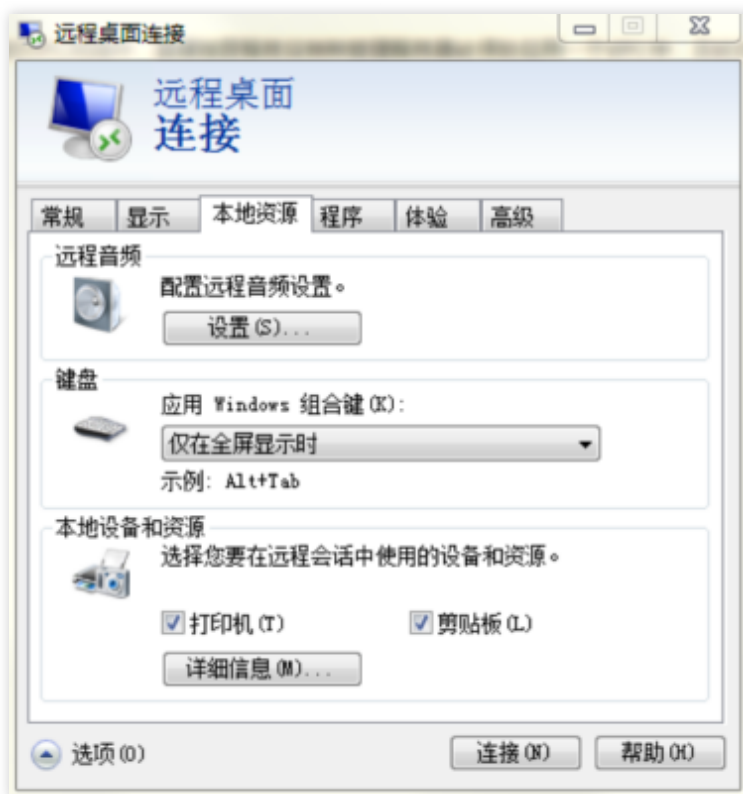 远程桌面连接
远程桌面
连接
常规 显示 本地资源 程序 体验 高级
远程音频
配置远程音频设置。
设置(S)...
键盘
应用 Windows 组合键(K):
仅在全屏显示时
示例: Alt+Tab
本地设备和资源
选择您要在远程会话中使用的设备和资源。
打印机(T) 剪贴板(L)
详细信息(M)...
选项(O) 连接(N) 帮助(H)